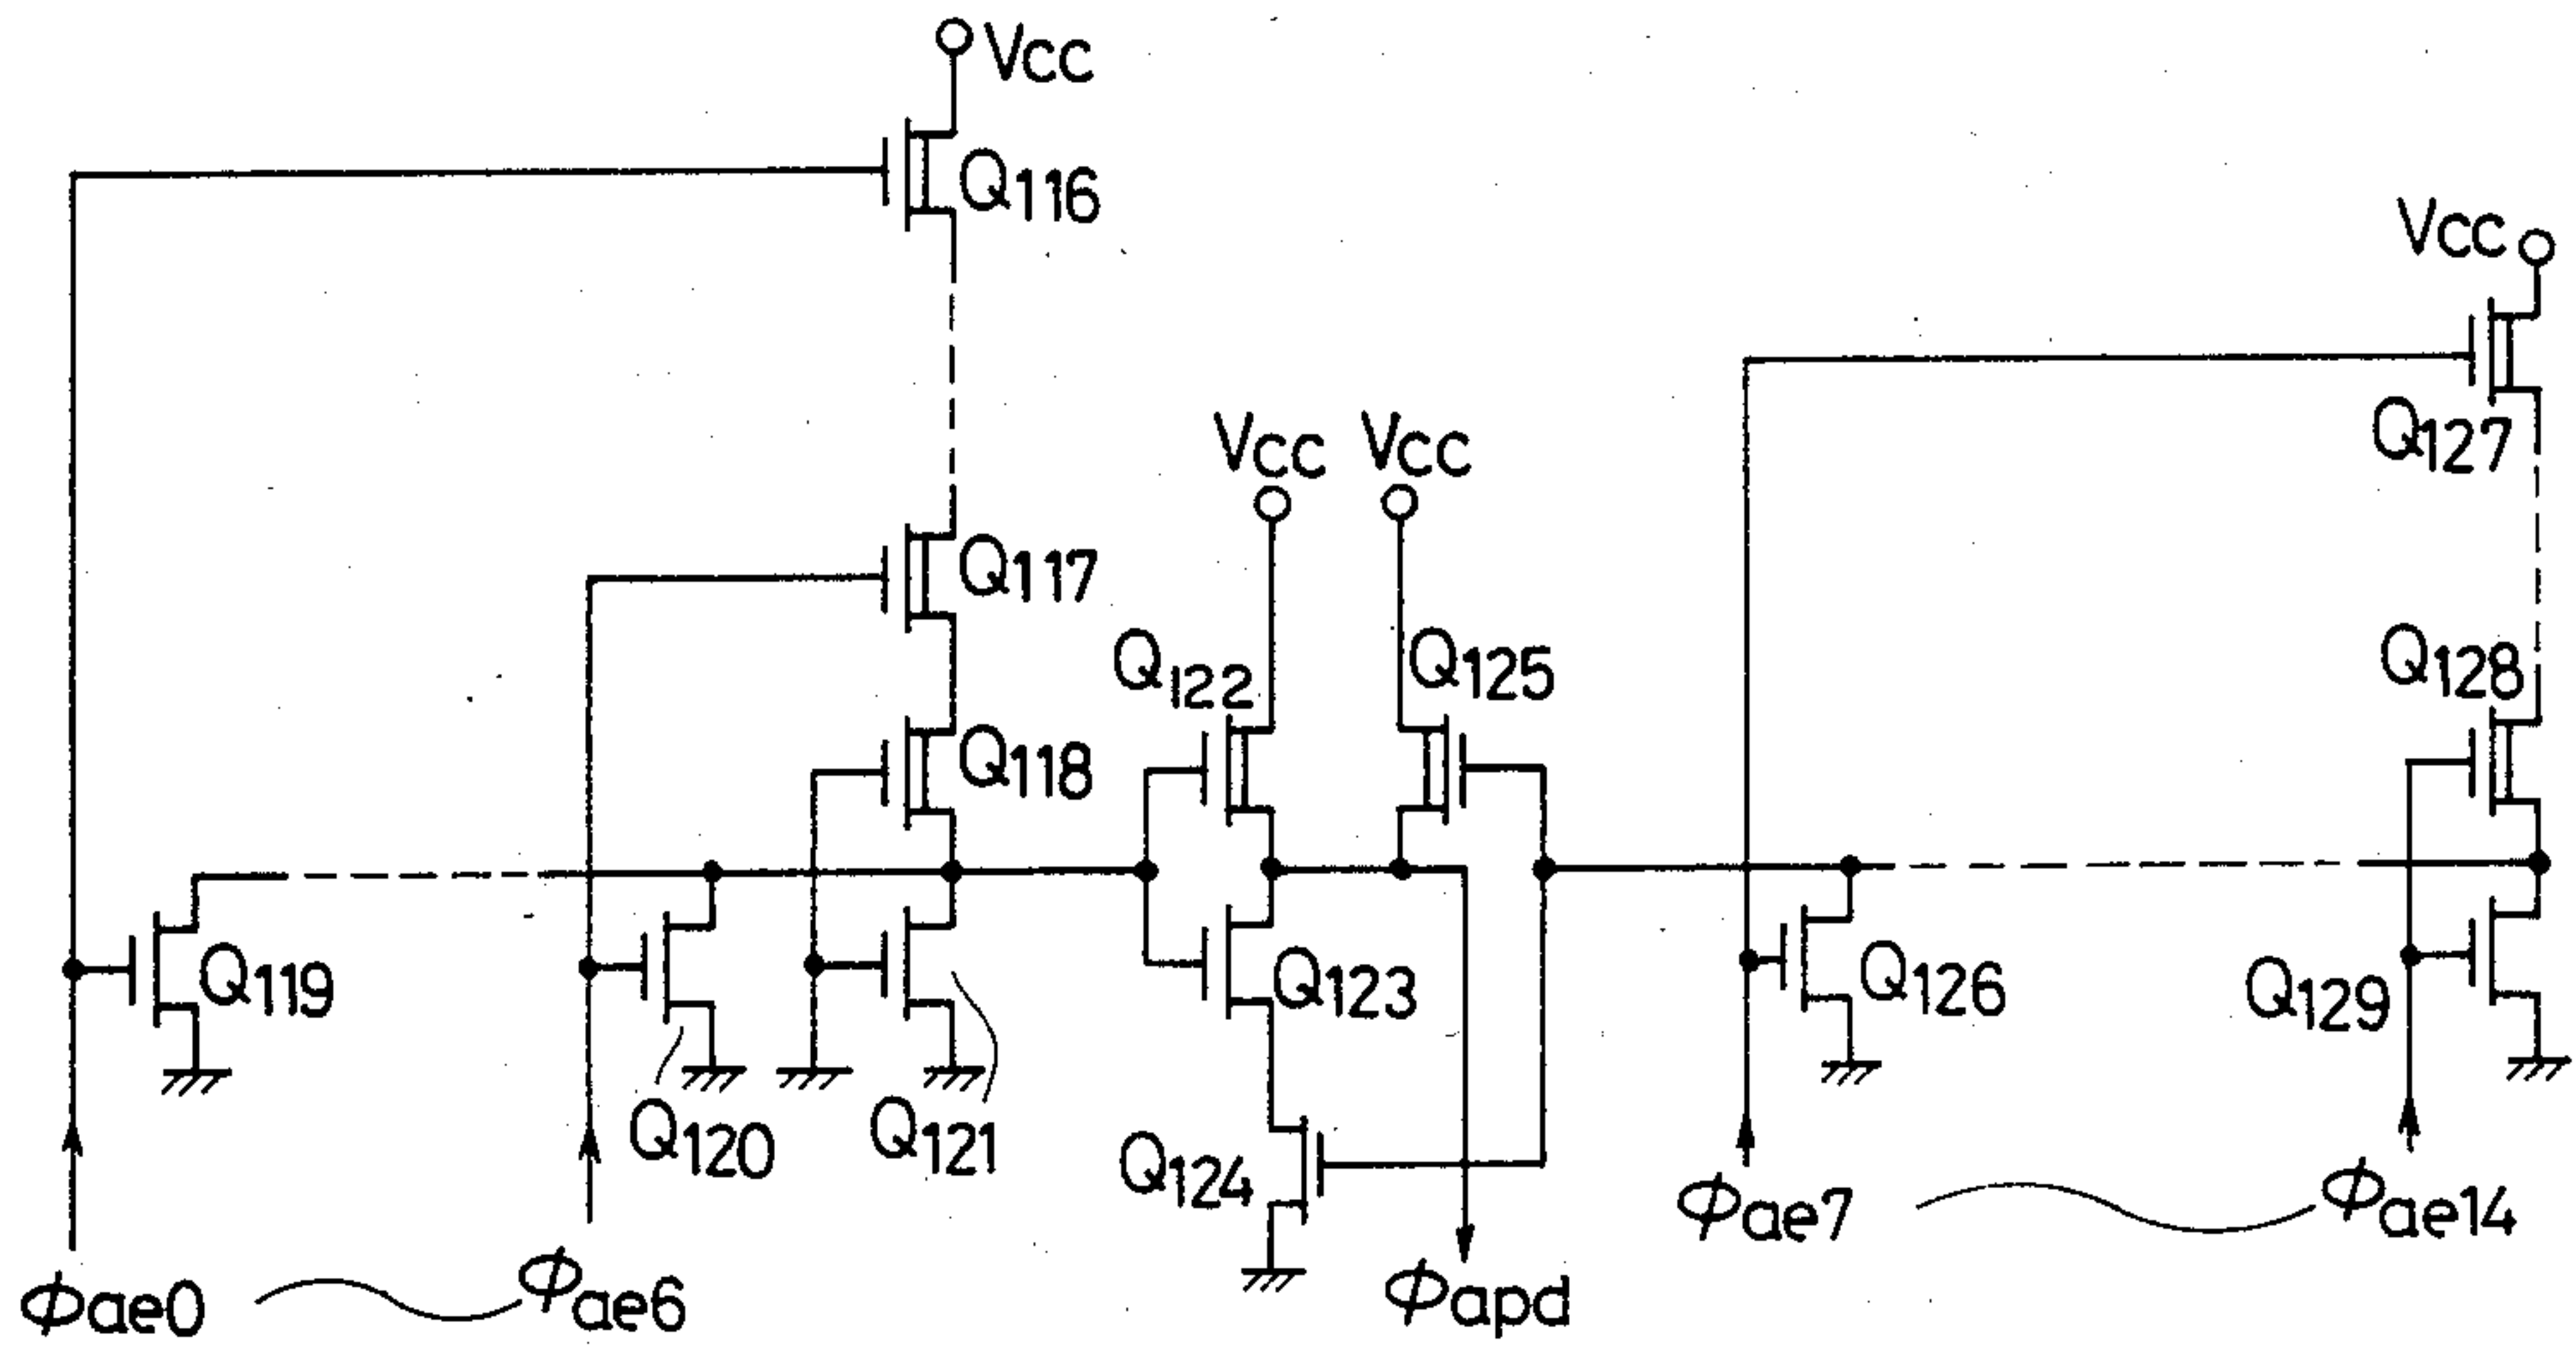 Vcc
Q116
Vcc
Q127
Vcc Vcc
Q117
Q122
Q125
Q128
Q118
Q119
Q123
Q126
Q129
Q120
Q121
Q124
ϕae7
ϕae14
ϕae0
ϕae6
ϕapd